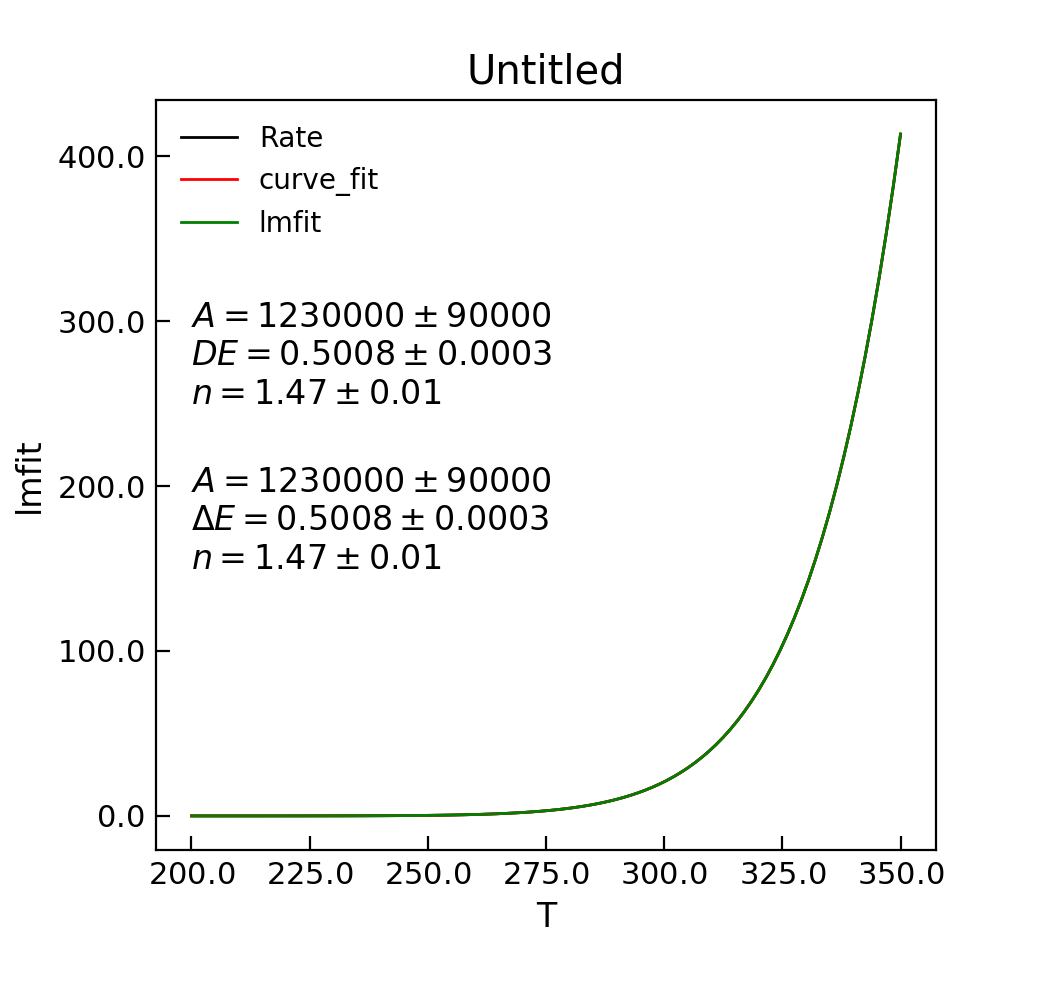 Untitled
Rate
curve_fit
lmfit
400.0
300.0
200.0
100.0
0.0
A = 1230000 ± 90000
DE = 0.5008 ± 0.0003
n = 1.47 ± 0.01
A = 1230000 ± 90000
ΔE = 0.5008 ± 0.0003
n = 1.47 ± 0.01
lmfit
200.0 225.0 250.0 275.0 300.0 325.0 350.0
T